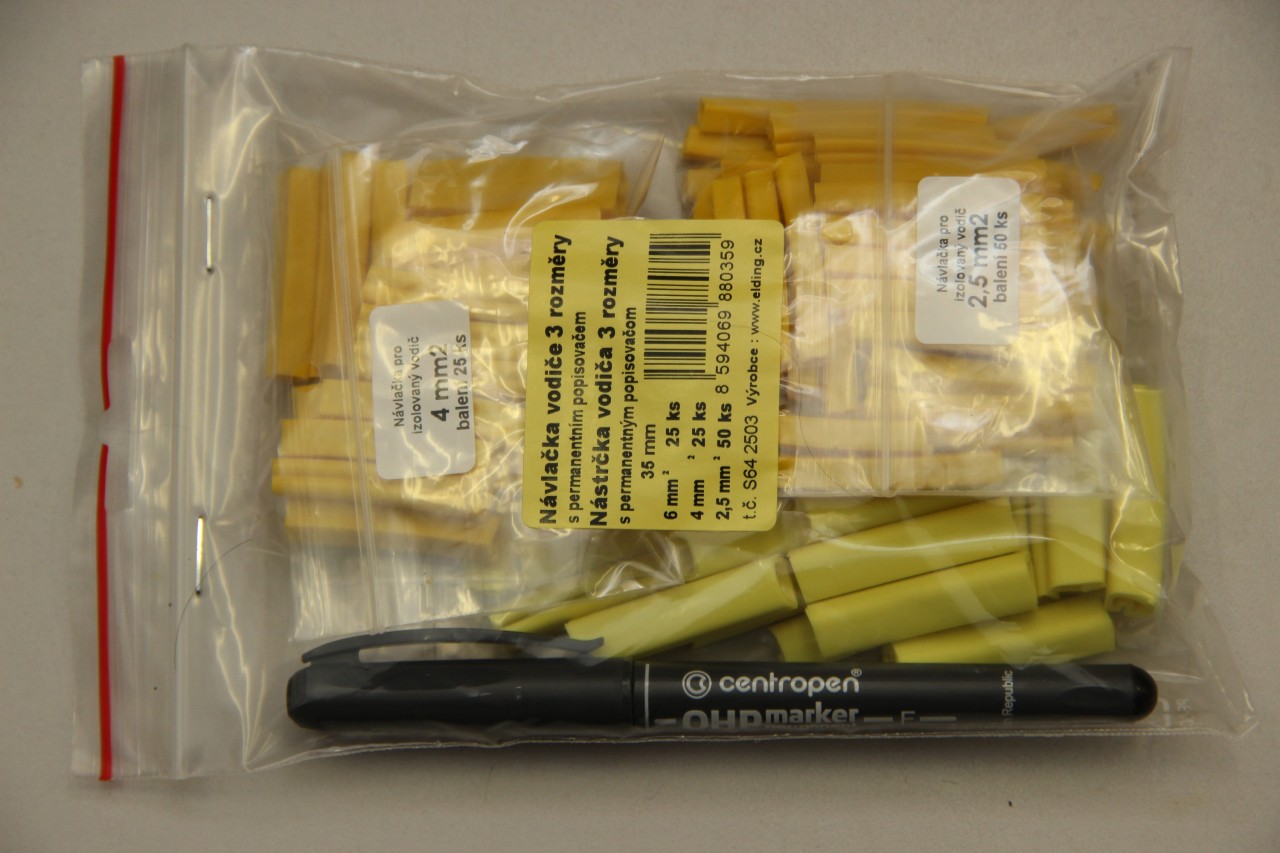 Návlačka vodiče 3 rozměry
s permanentním popisovačem
Nástrčka vodiča 3 rozměry
s permanentným popisovačom
35 mm
6 mm² 25 ks
4 mm² 25 ks
2,5 mm² 50 ks
8 594069 880359
t.č. S64 2503 Výrobce : www.elding.cz
Návlačka pro
izolovaný vodič
4 mm2
balení 25 ks
Návlačka pro
izolovaný vodič
2,5 mm2
balení 50 ks
centropen®
OHP marker — F —
Republic